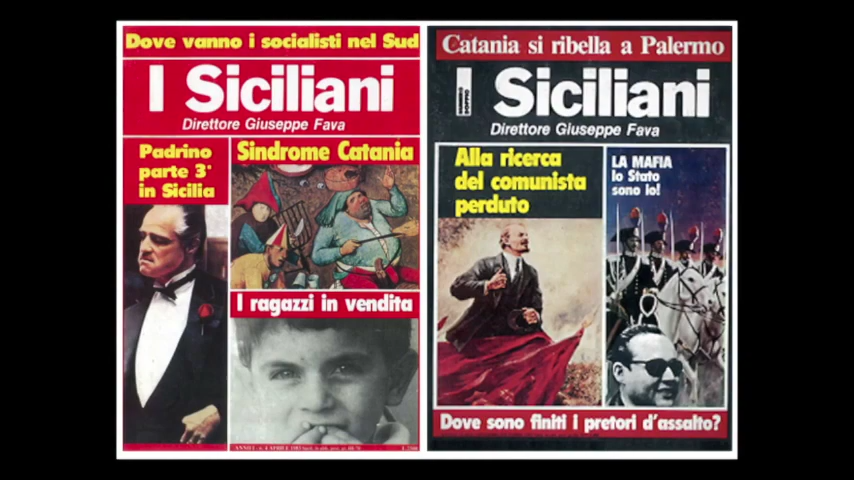 Dove vanno i socialisti nel Sud
I Siciliani
Direttore Giuseppe Fava
Padrino
parte 3ª
in Sicilia
Sindrome Catania
I ragazzi in vendita
Catania si ribella a Palermo
NUMERO
DOPPIO
I Siciliani
Direttore Giuseppe Fava
Alla ricerca
del comunista
perduto
LA MAFIA
lo Stato
sono Io!
Dove sono finiti i pretori d'assalto?